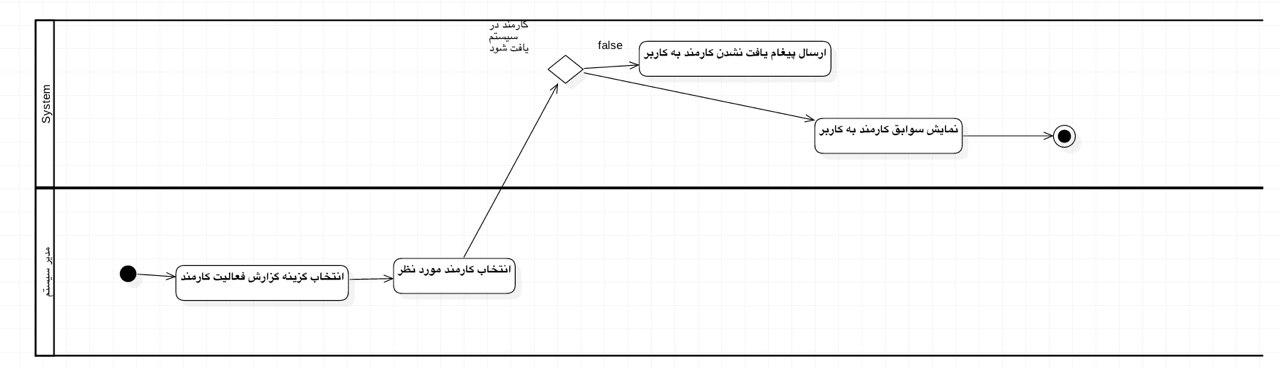 System
کارمند در
سیستم
یافت شود
false
ارسال پیغام یافت نشدن کارمند به کاربر
نمایش سوابق کارمند به کاربر
مدیر سیستم
انتخاب گزینه گزارش فعالیت کارمند
انتخاب کارمند مورد نظر